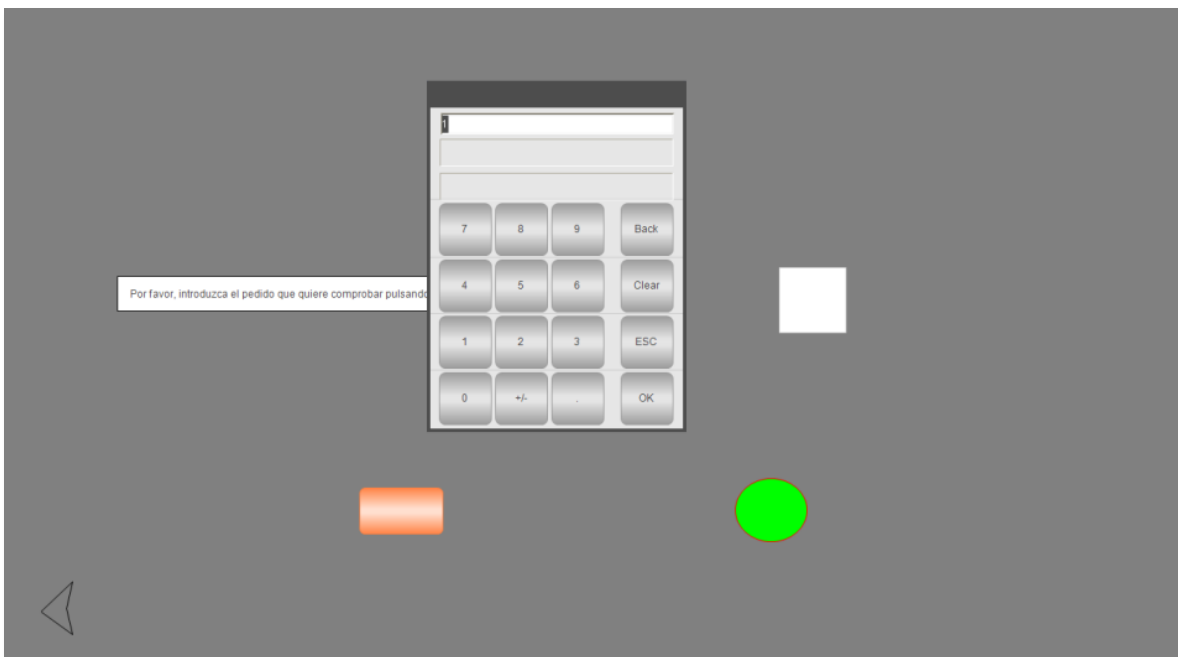 1
7 8 9 Back
Por favor, introduzca el pedido que quiere comprobar pulsando
4 5 6 Clear
1 2 3 ESC
0 +/- . OK